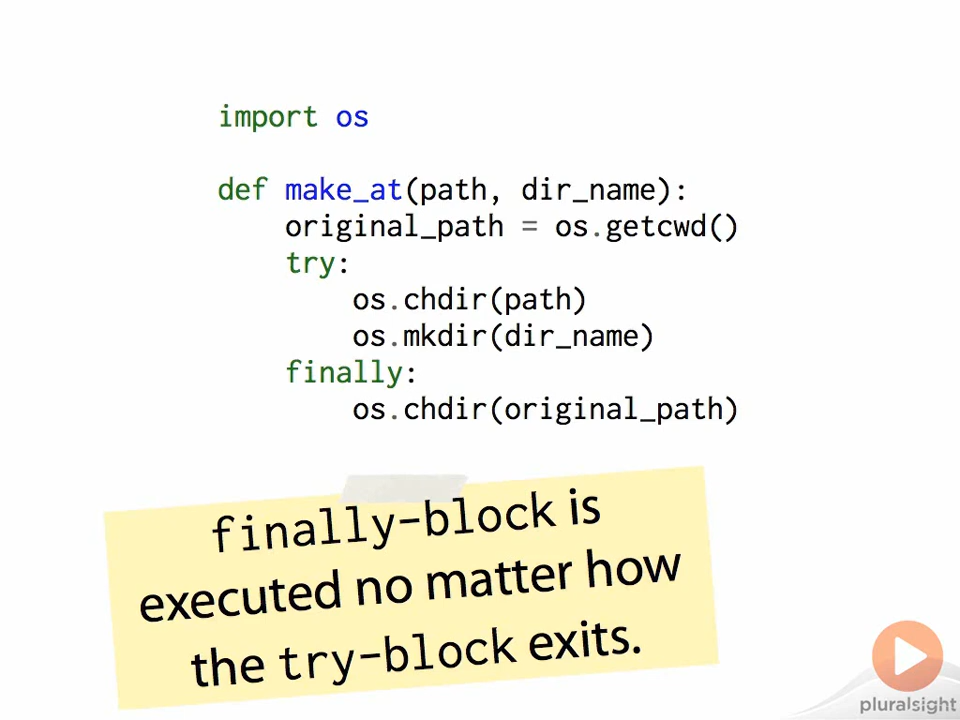 import os
def make_at(path, dir_name):
    original_path = os.getcwd()
    try:
        os.chdir(path)
        os.mkdir(dir_name)
    finally:
        os.chdir(original_path)
finally-block is
executed no matter how
the try-block exits.
pluralsight